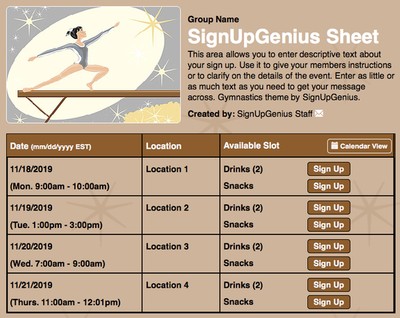 Group Name
SignUpGenius Sheet
This area allows you to enter descriptive text about
your sign up. Use it to give your members instructions
or to clarify on the details of the event. Enter as little or
as much text as you need to get your message
across. Gymnastics theme by SignUpGenius.
Created by: SignUpGenius Staff
Date (mm/dd/yyyy EST) Location Available Slot Calendar View
11/18/2019 Location 1 Drinks (2) Sign Up
(Mon. 9:00am - 10:00am) Snacks Sign Up
11/19/2019 Location 2 Drinks (2) Sign Up
(Tue. 1:00pm - 3:00pm) Snacks Sign Up
11/20/2019 Location 3 Drinks (2) Sign Up
(Wed. 7:00am - 9:00am) Snacks Sign Up
11/21/2019 Location 4 Drinks (2) Sign Up
(Thurs. 11:00am - 12:01pm) Snacks Sign Up